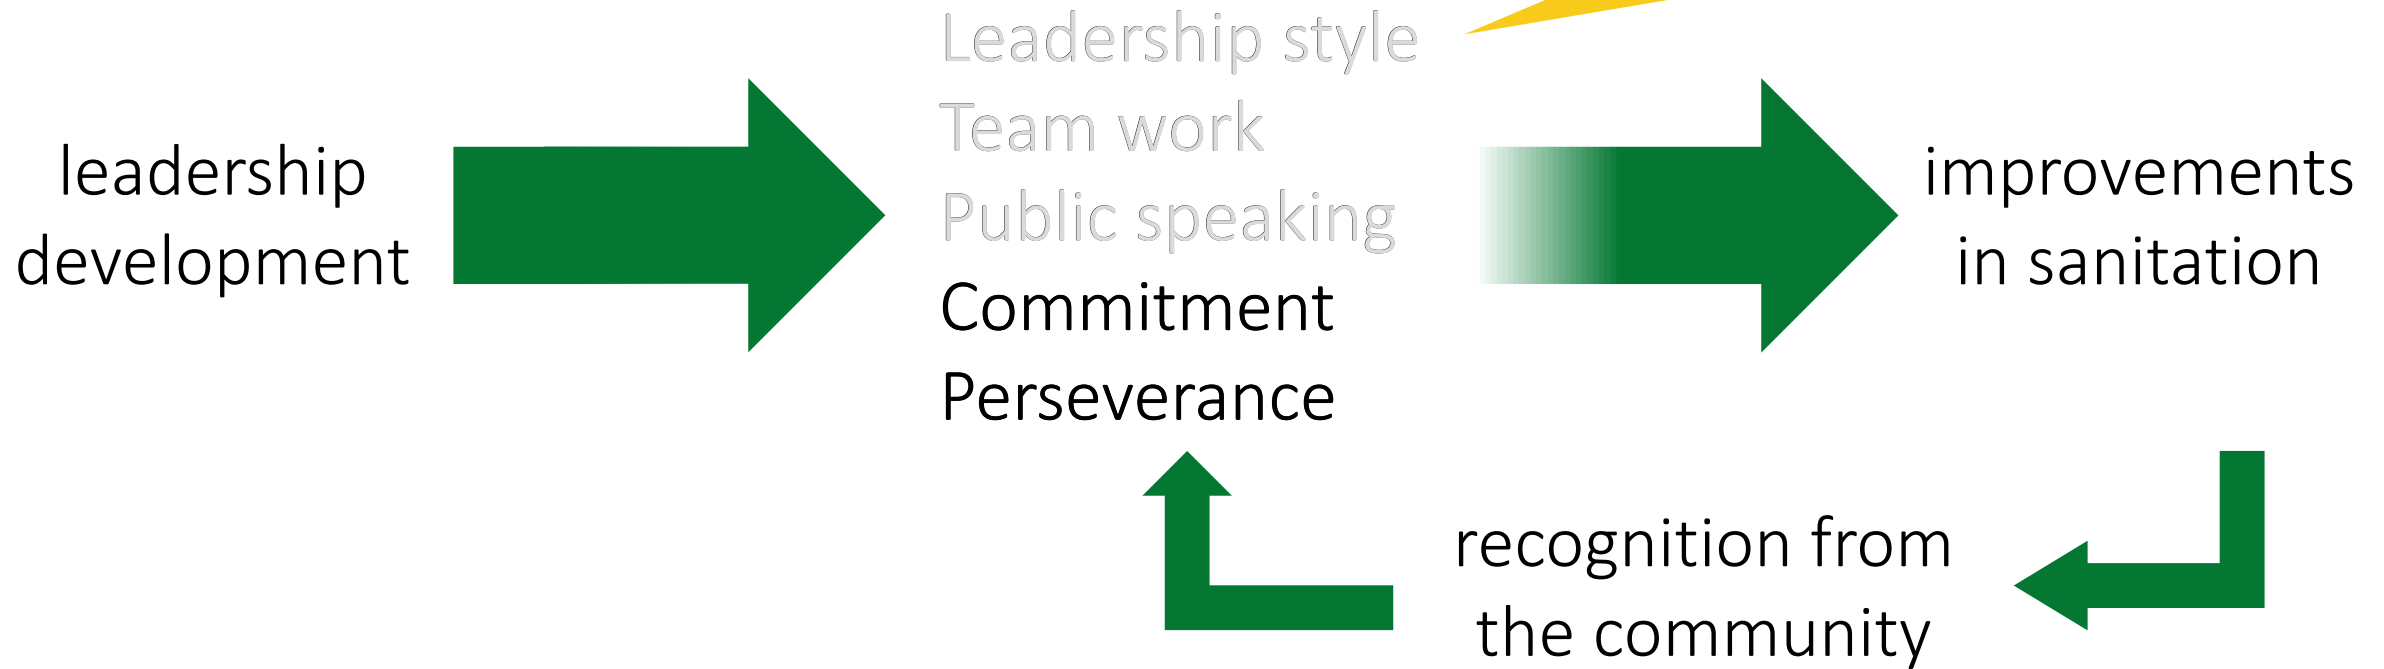 leadership
development
Leadership style
Team work
Public speaking
Commitment
Perseverance
improvements
in sanitation
recognition from
the community